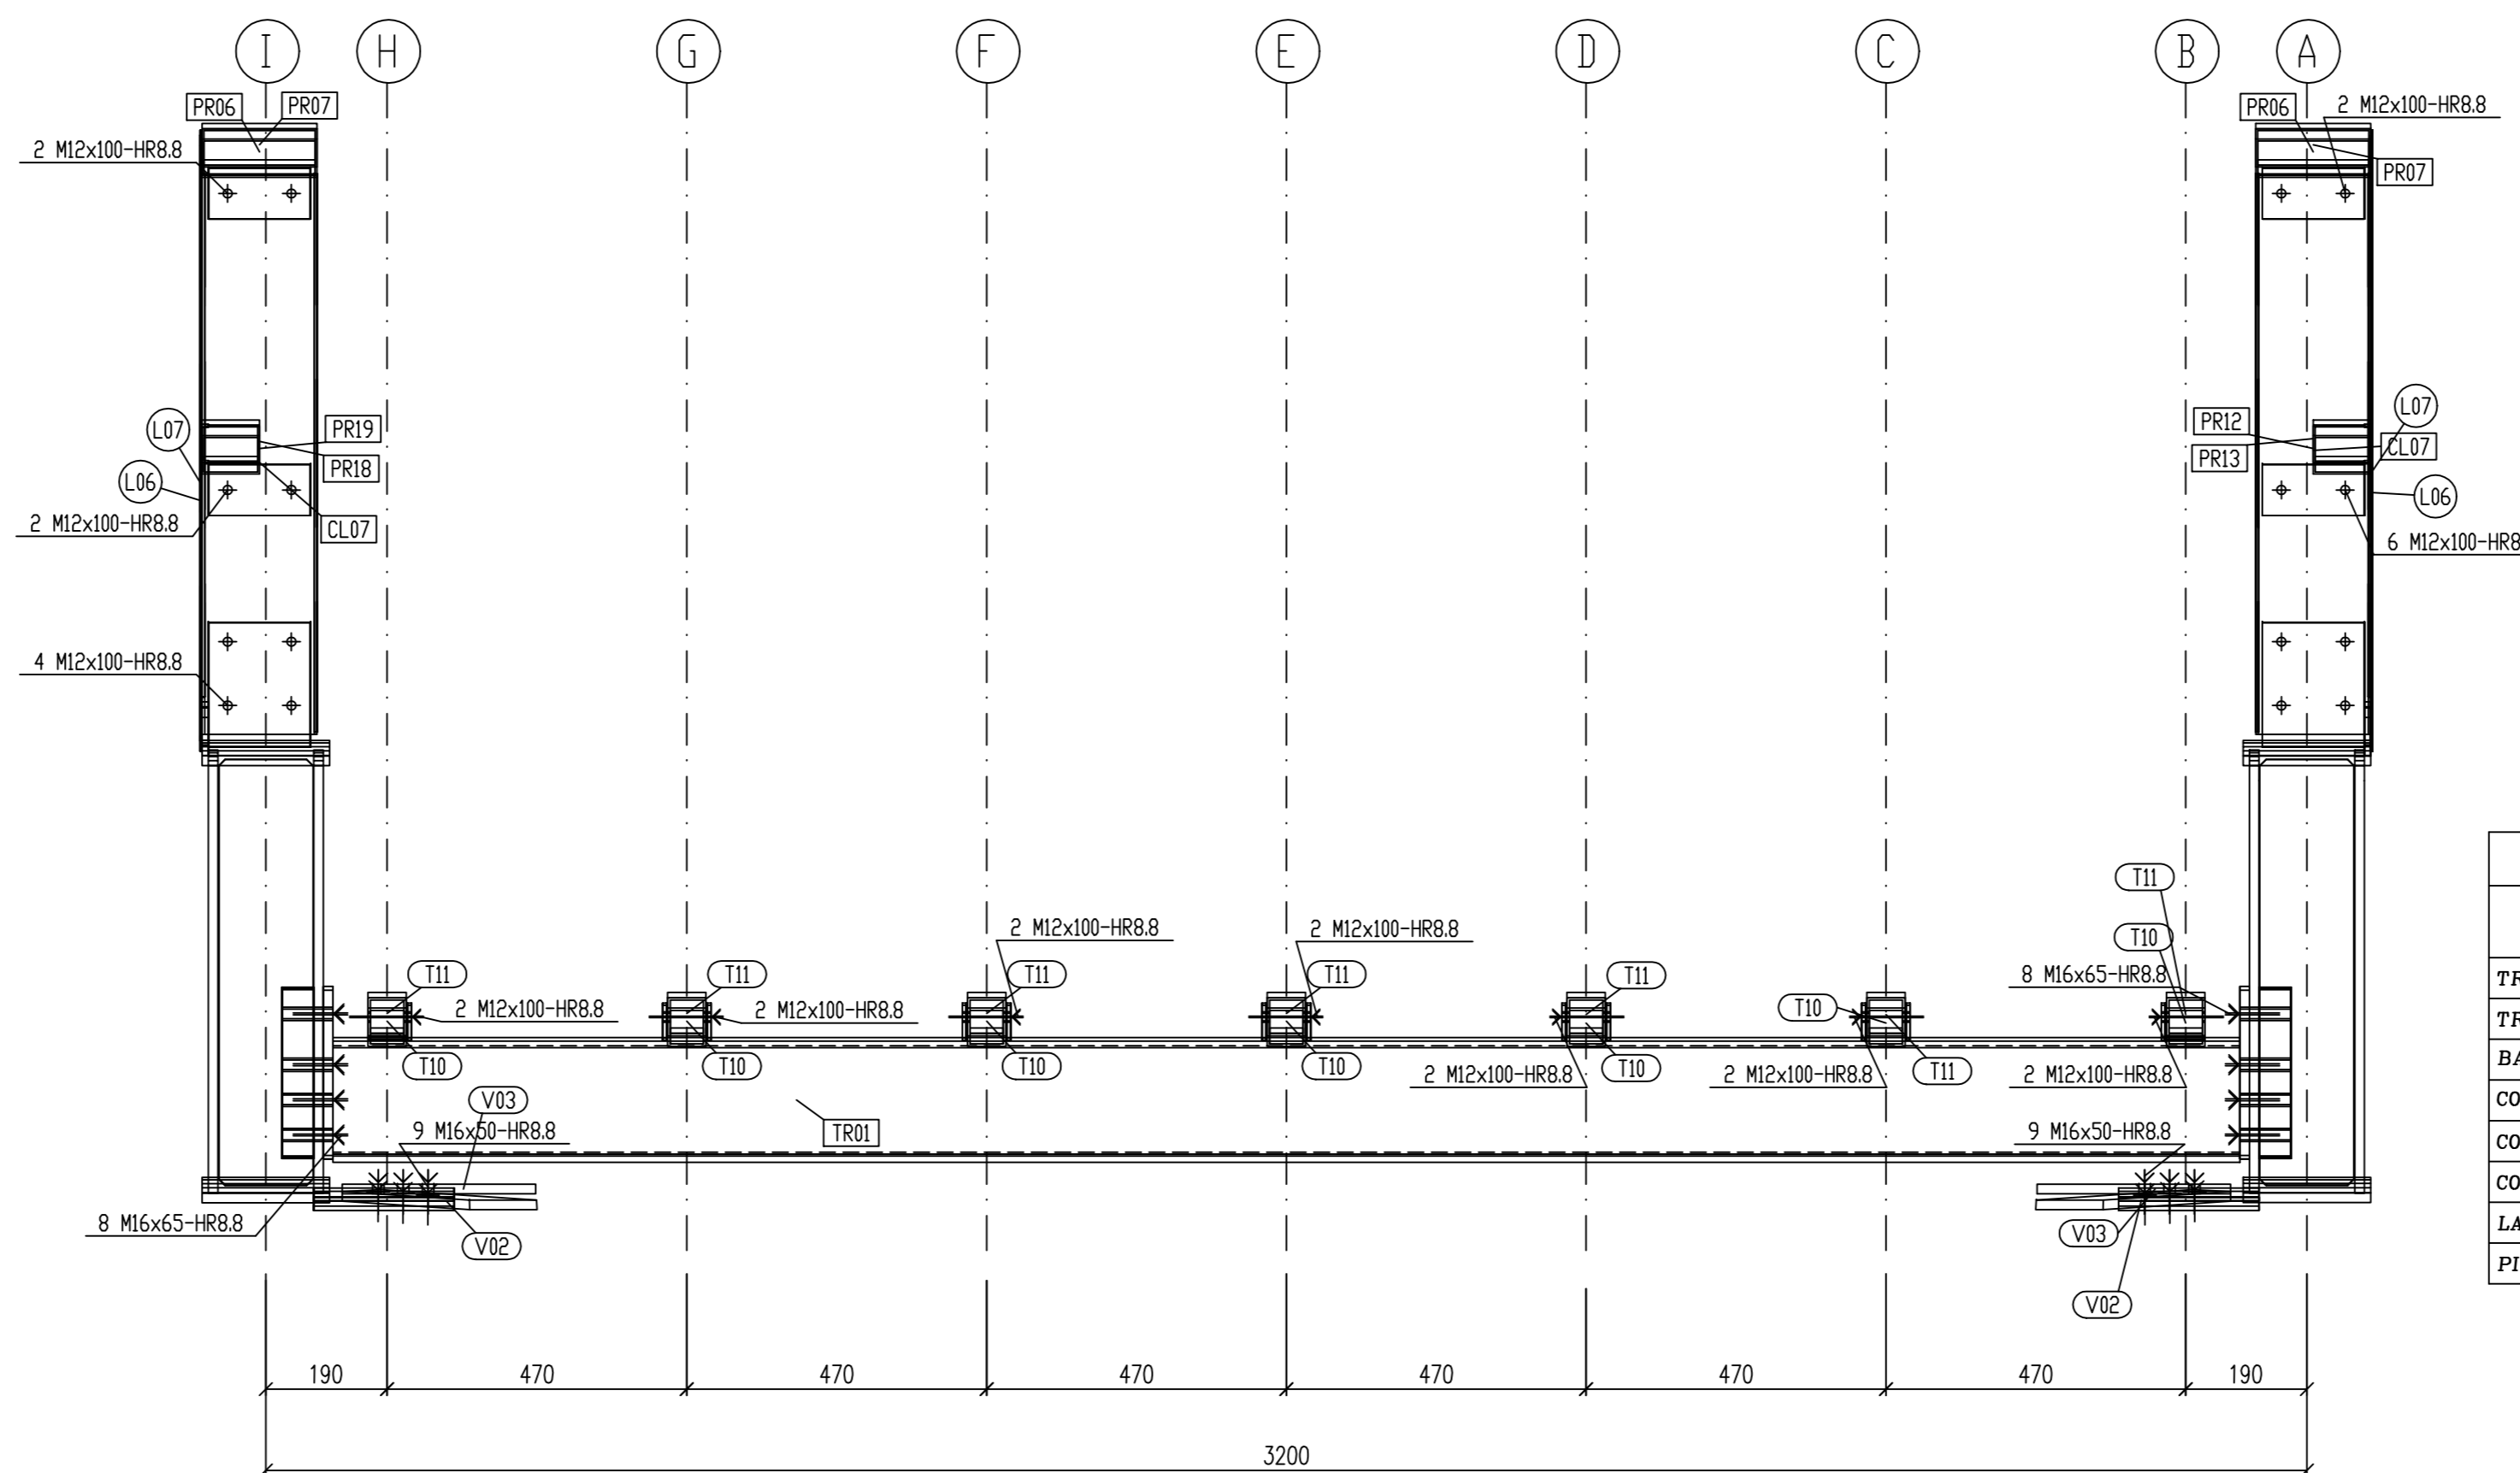 I H G F E D C B A
PR06 PR07 PR06 2 M12x100-HR8.8
2 M12x100-HR8.8
PR07
L07 PR19 PR12 L07
PR18 PR13 CL07
L06 L06
2 M12x100-HR8.8 CL07 6 M12x100-HR8
4 M12x100-HR8.8
T11
2 M12x100-HR8.8 2 M12x100-HR8.8 T10
T11 T11 T11 T11 T11 8 M16x65-HR8.8
2 M12x100-HR8.8 2 M12x100-HR8.8 T10
T10 T10 T10 T10 T10 T11
2 M12x100-HR8.8 2 M12x100-HR8.8 2 M12x100-HR8.8
V03
9 M16x50-HR8.8 TR01 9 M16x50-HR8.8
8 M16x65-HR8.8 V02 V03
V02
TR
TR
BA
CO
CO
CO
LA
PI
190 470 470 470 470 470 470 190
3200